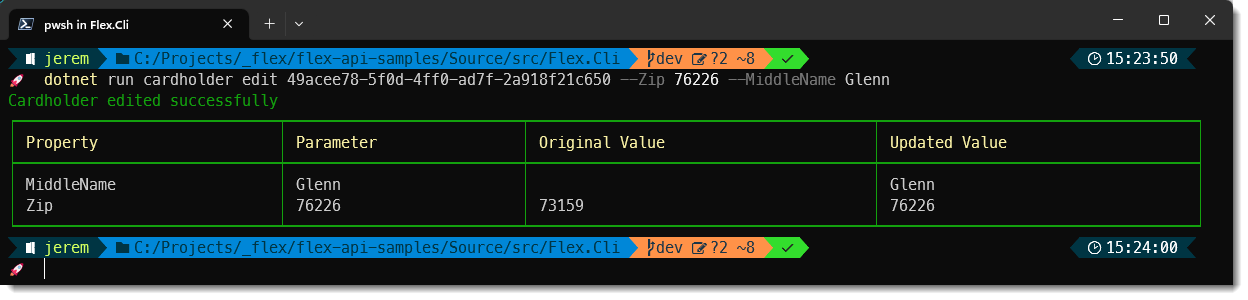 pwsh in Flex.Cli
jerem C:/Projects/_flex/flex-api-samples/Source/src/Flex.Cli dev ?2 ~8 15:23:50
dotnet run cardholder edit 49acee78-5f0d-4ff0-ad7f-2a918f21c650 --Zip 76226 --MiddleName Glenn
Cardholder edited successfully
Property Parameter Original Value Updated Value
MiddleName Glenn Glenn
Zip 76226 73159 76226
jerem C:/Projects/_flex/flex-api-samples/Source/src/Flex.Cli dev ?2 ~8 15:24:00